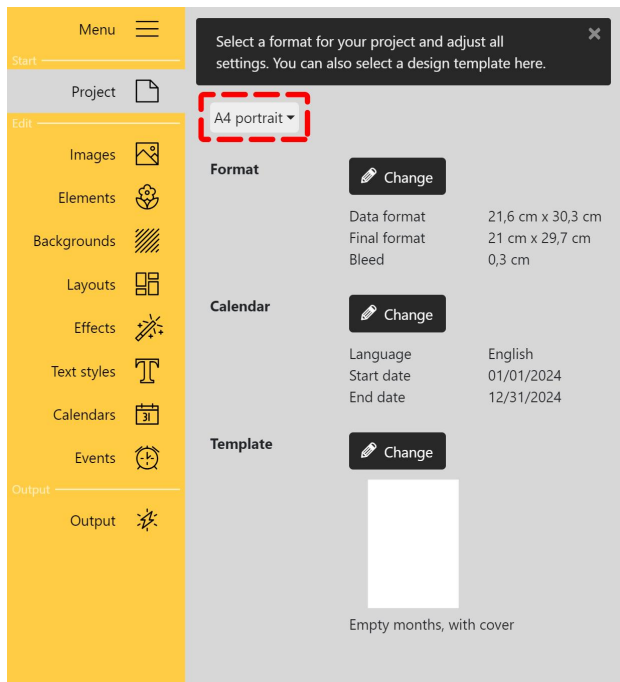 Menu
Start
Project
Edit
Images
Elements
Backgrounds
Layouts
Effects
Text styles
Calendars
31
Events
Output
Output
Select a format for your project and adjust all
settings. You can also select a design template here.
A4 portrait
Format
Change
Data format 21,6 cm x 30,3 cm
Final format 21 cm x 29,7 cm
Bleed 0,3 cm
Calendar
Change
Language English
Start date 01/01/2024
End date 12/31/2024
Template
Change
Empty months, with cover